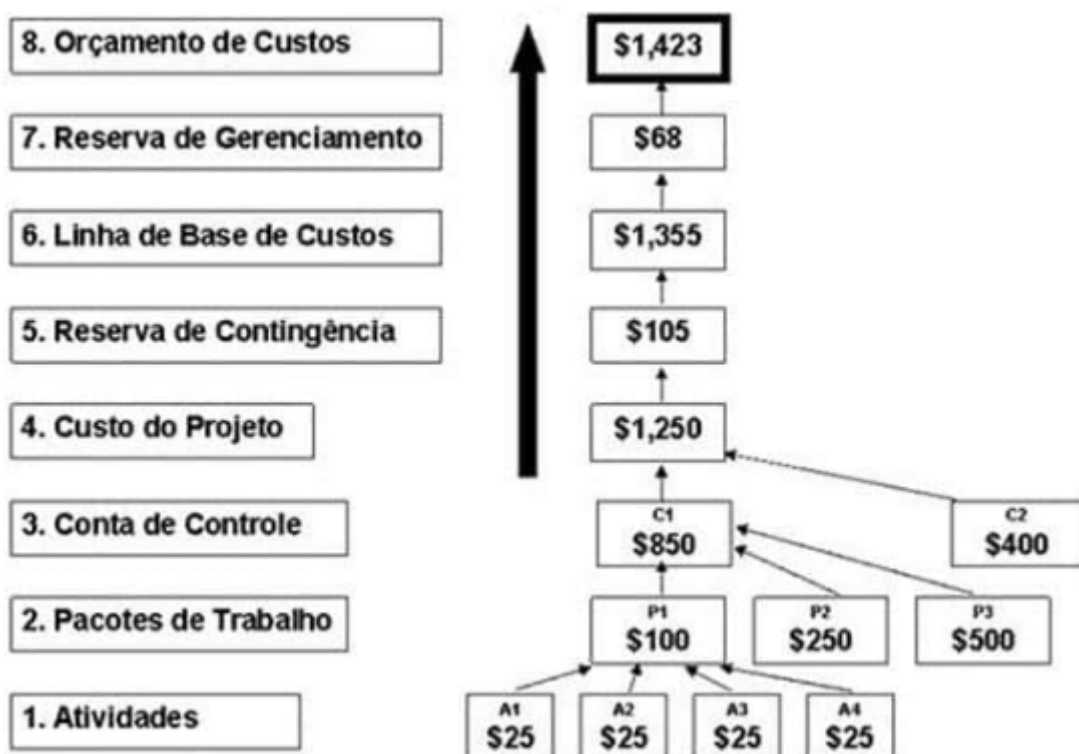 8. Orçamento de Custos
$1,423
7. Reserva de Gerenciamento
$68
6. Linha de Base de Custos
$1,355
5. Reserva de Contingência
$105
4. Custo do Projeto
$1,250
3. Conta de Controle
C1
$850
C2
$400
2. Pacotes de Trabalho
P1
$100
P2
$250
P3
$500
1. Atividades
A1
$25
A2
$25
A3
$25
A4
$25